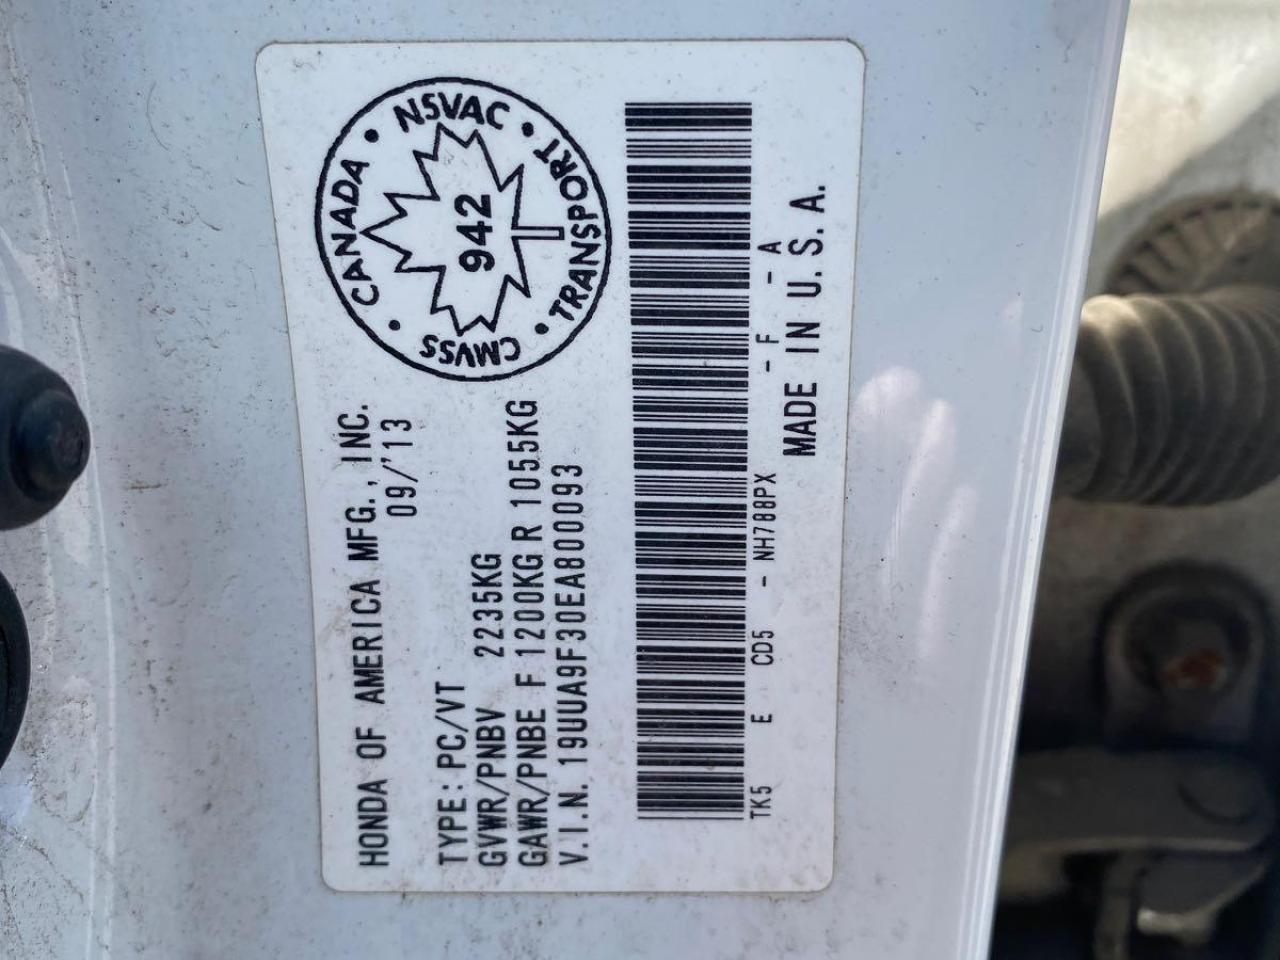 HONDA OF AMERICA MFG., INC.
09/'13
TYPE: PC/VT
GVWR/PNBV 2235KG
GAWR/PNBE F 1200KG R 1055KG
V.I.N. 19UUA9F30EA800093
CANADA • NSVAC • TRANSPORT • CMVSS •
942
TK5 E CD5 - NH788PX - F - A
MADE IN U.S.A.